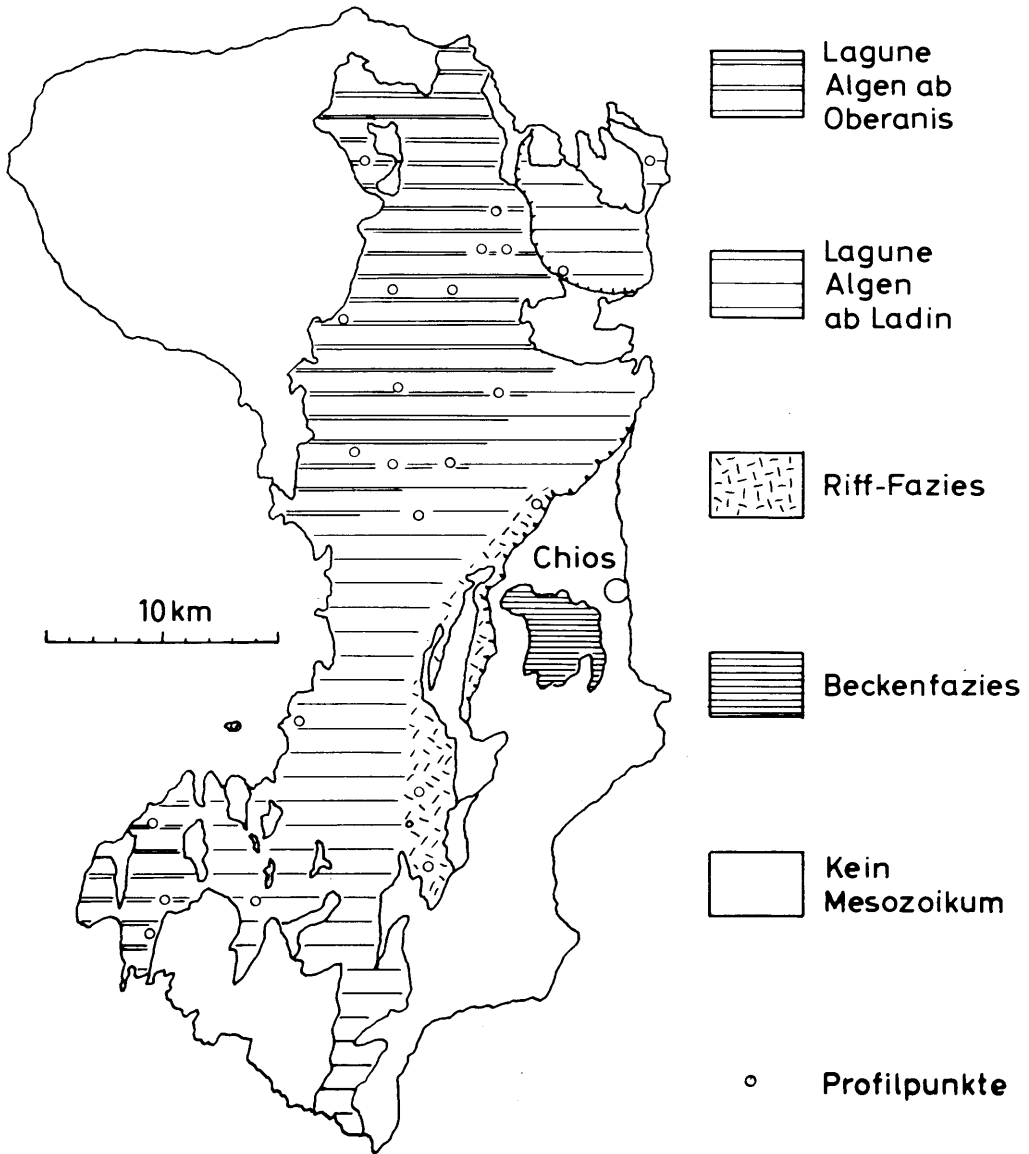 Lagune
Algen ab
Oberanis
Lagune
Algen
ab Ladin
Riff-Fazies
Chios
10 km
Beckenfazies
Kein
Mesozoikum
Profilpunkte